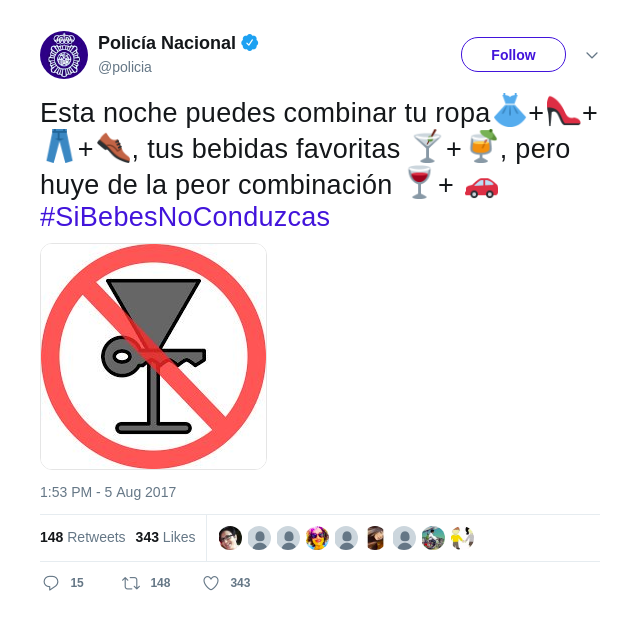 Policía Nacional
@policia
Follow
Esta noche puedes combinar tu ropa👗+👠+
👖+👞, tus bebidas favoritas 🍸+🍹, pero
huye de la peor combinación 🍷+ 🚗
#SiBebesNoConduzcas
1:53 PM - 5 Aug 2017
148 Retweets 343 Likes
15 148 343